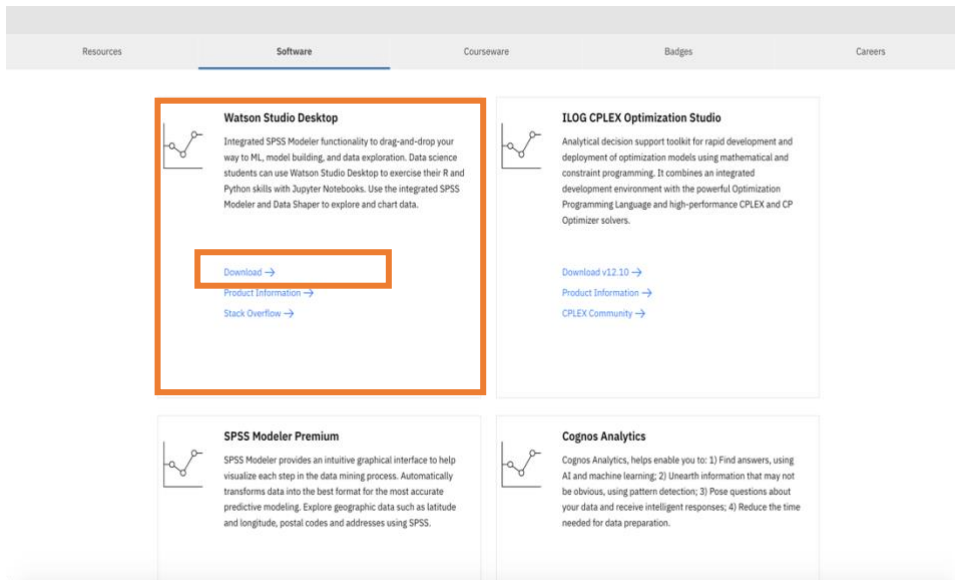 Resources Software Courseware Badges Careers
Watson Studio Desktop
Integrated SPSS Modeler functionality to drag-and-drop your
way to ML, model building, and data exploration. Data science
students can use Watson Studio Desktop to exercise their R and
Python skills with Jupyter Notebooks. Use the integrated SPSS
Modeler and Data Shaper to explore and chart data.
Download →
Product Information →
Stack Overflow →
ILOG CPLEX Optimization Studio
Analytical decision support toolkit for rapid development and
deployment of optimization models using mathematical and
constraint programming. It combines an integrated
development environment with the powerful Optimization
Programming Language and high-performance CPLEX and CP
Optimizer solvers.
Download v12.10 →
Product Information →
CPLEX Community →
SPSS Modeler Premium
SPSS Modeler provides an intuitive graphical interface to help
visualize each step in the data mining process. Automatically
transforms data into the best format for the most accurate
predictive modeling. Explore geographic data such as latitude
and longitude, postal codes and addresses using SPSS.
Cognos Analytics
Cognos Analytics, helps enable you to: 1) Find answers, using
AI and machine learning; 2) Unearth information that may not
be obvious, using pattern detection; 3) Pose questions about
your data and receive intelligent responses; 4) Reduce the time
needed for data preparation.